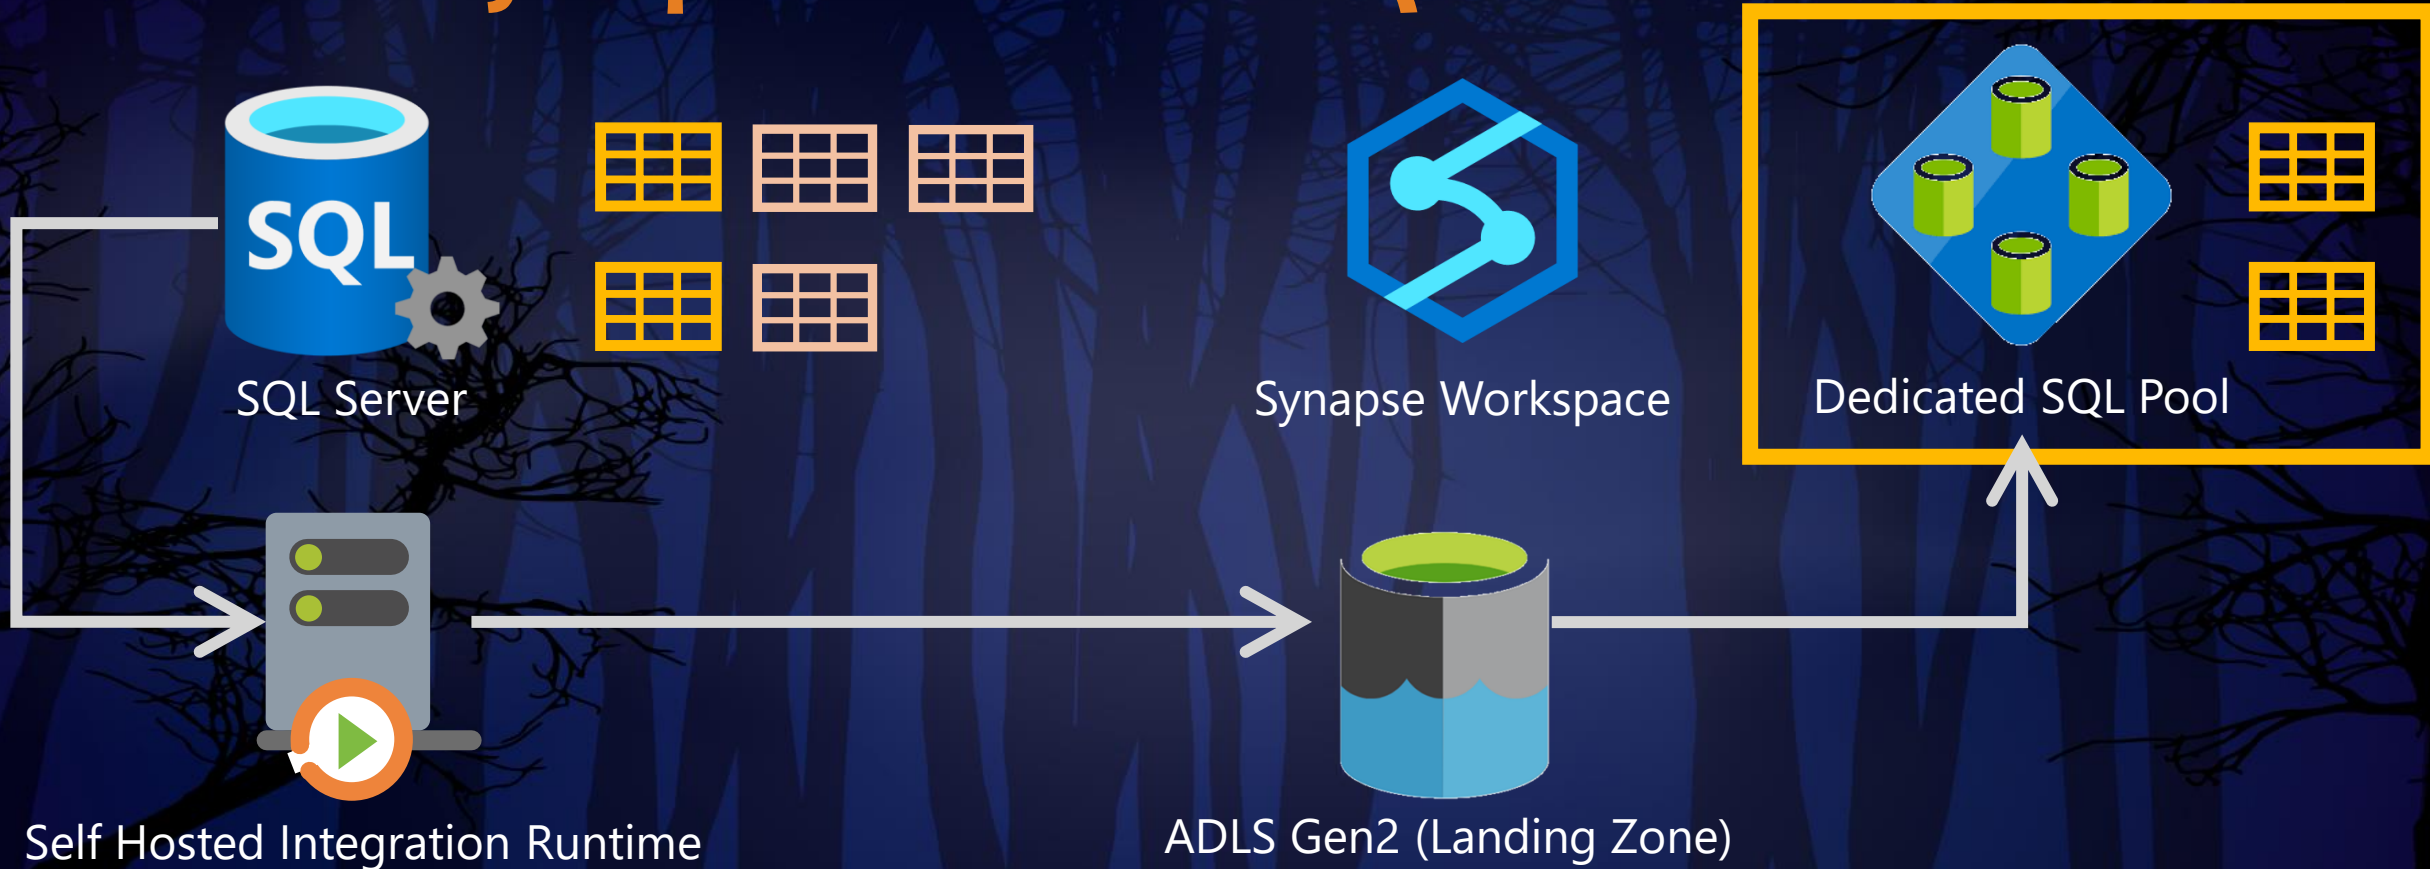 SQL
SQL Server
Synapse Workspace
Dedicated SQL Pool
Self Hosted Integration Runtime
ADLS Gen2 (Landing Zone)